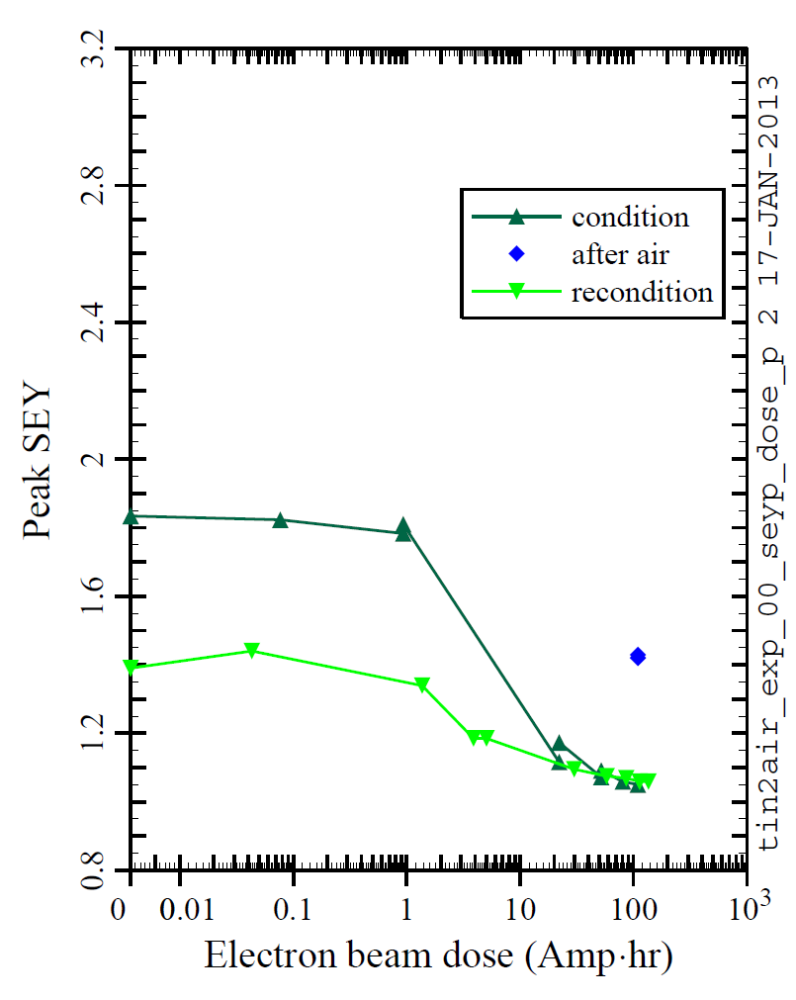 3.2
2.8
2.4
2
1.6
1.2
0.8
Peak SEY
condition
after air
recondition
0 0.01 0.1 1 10 100 10³
Electron beam dose (Amp·hr)
tin2air_exp_00_seyp_dose_p 2 17-JAN-2013